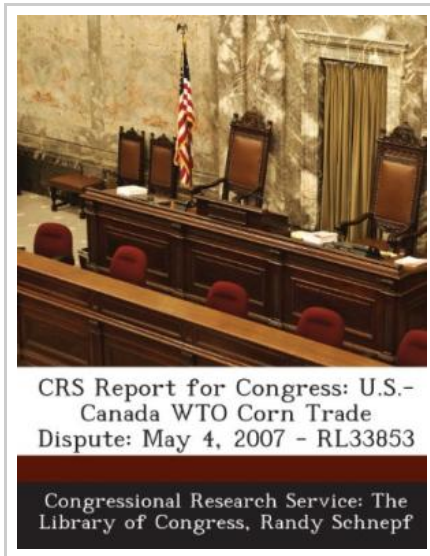 CRS Report for Congress: U.S.-
Canada WTO Corn Trade
Dispute: May 4, 2007 - RL33853
Congressional Research Service: The
Library of Congress, Randy Schnepf